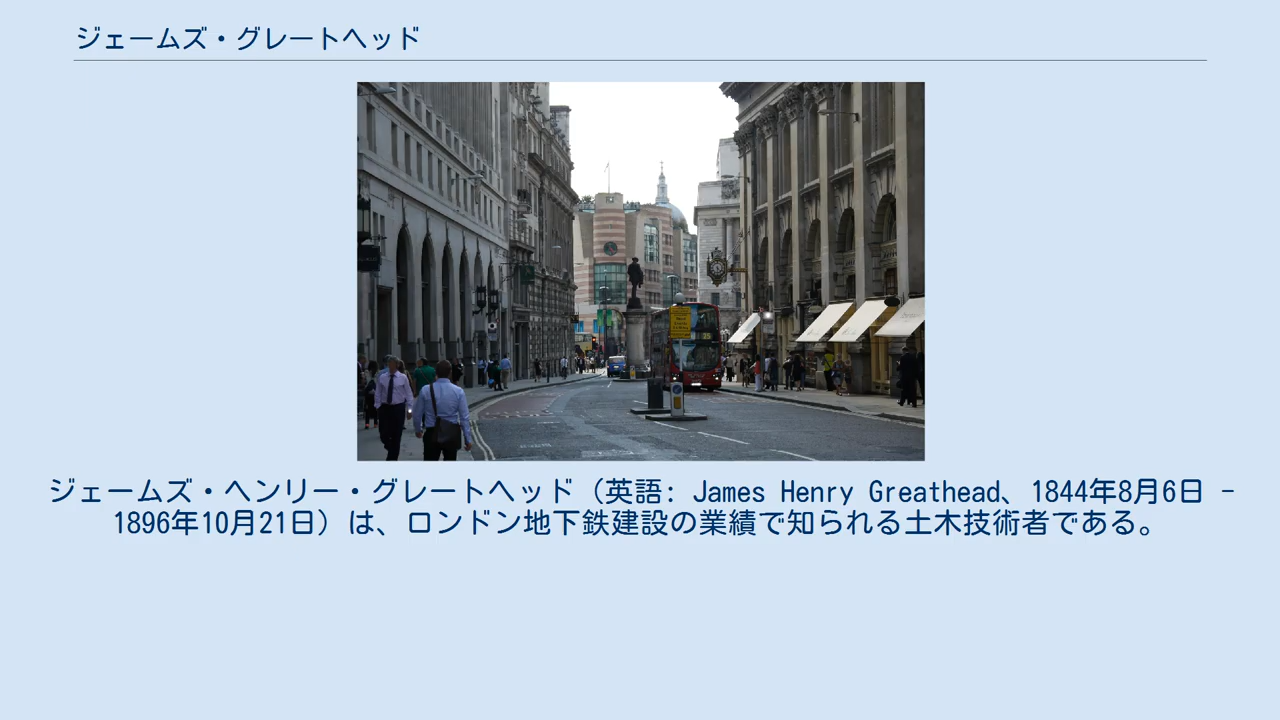 ジェームズ・グレートヘッド
ジェームズ・ヘンリー・グレートヘッド（英語: James Henry Greathead、1844年8月6日 -
1896年10月21日）は、ロンドン地下鉄建設の業績で知られる土木技術者である。